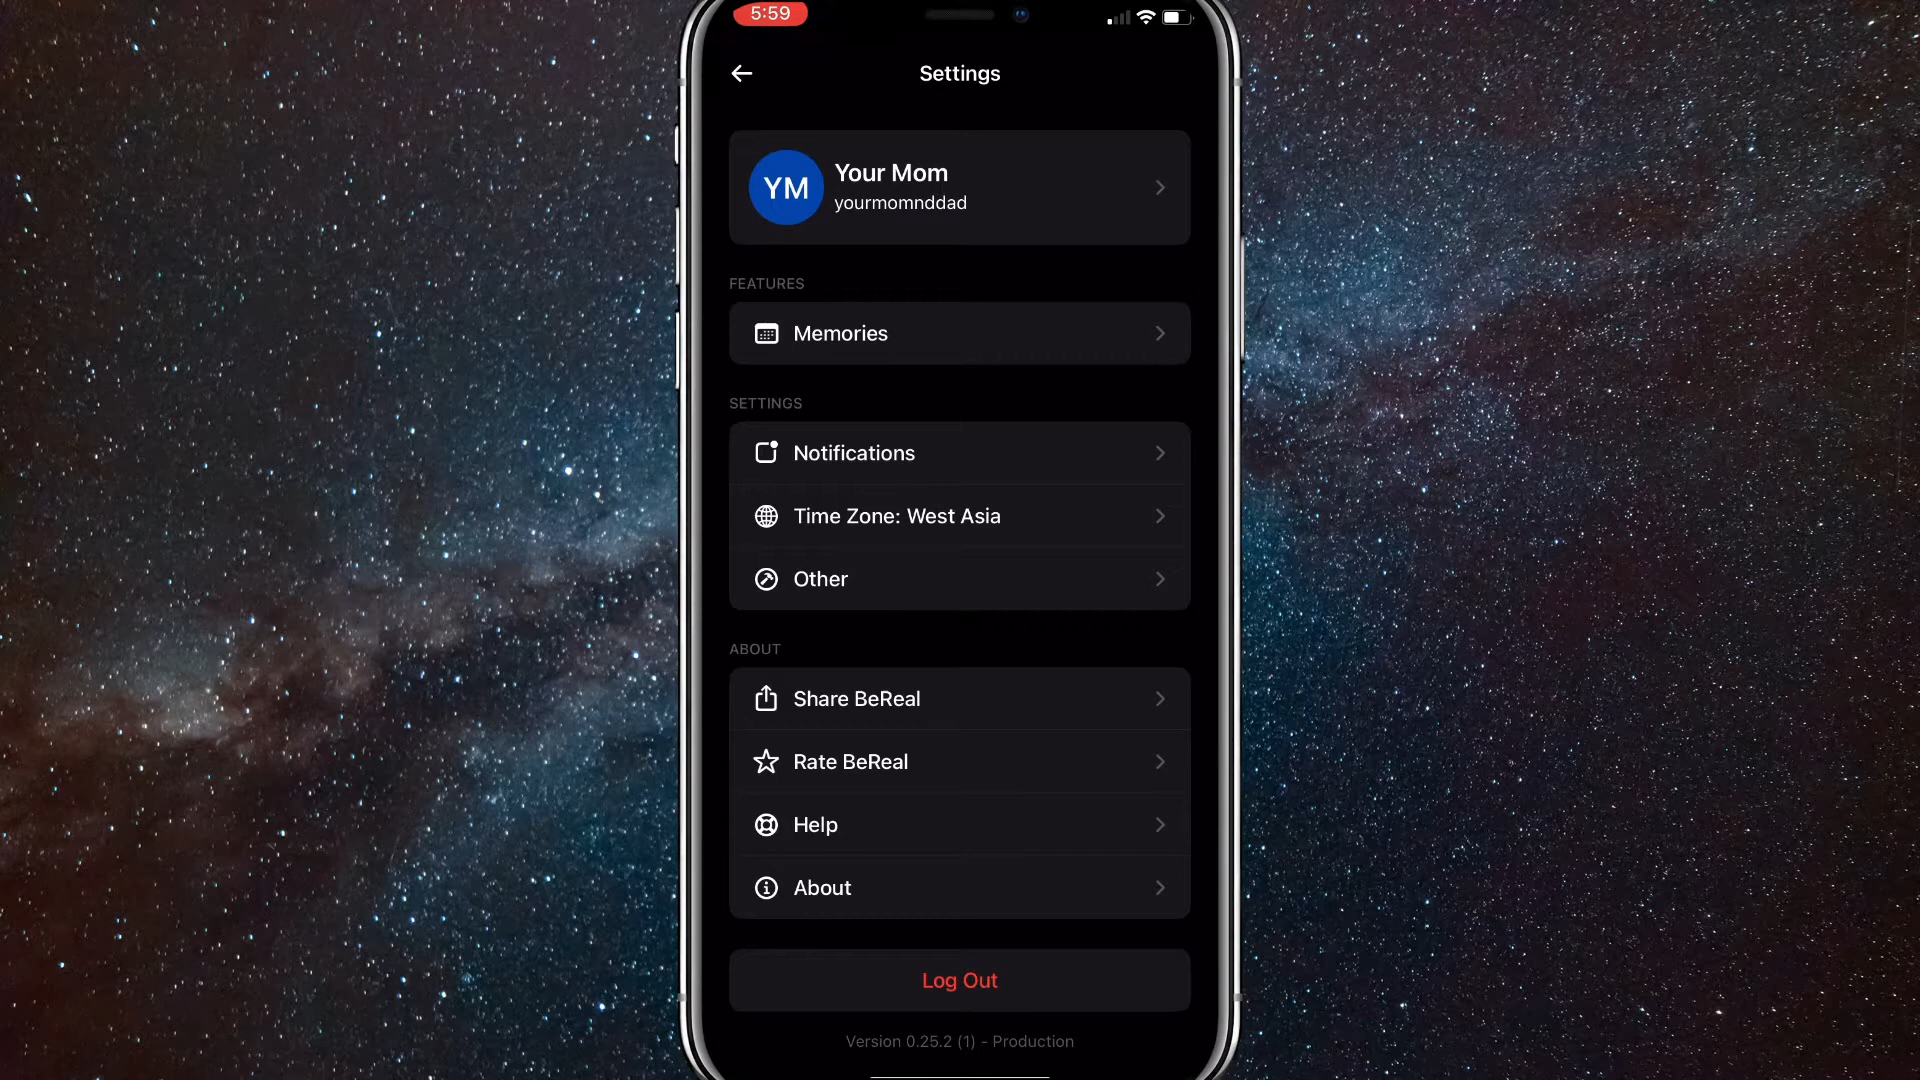 5:59
Settings
YM
Your Mom
yourmomnddad
FEATURES
Memories
SETTINGS
Notifications
Time Zone: West Asia
Other
ABOUT
Share BeReal
Rate BeReal
Help
About
Log Out
Version 0.25.2 (1) - Production